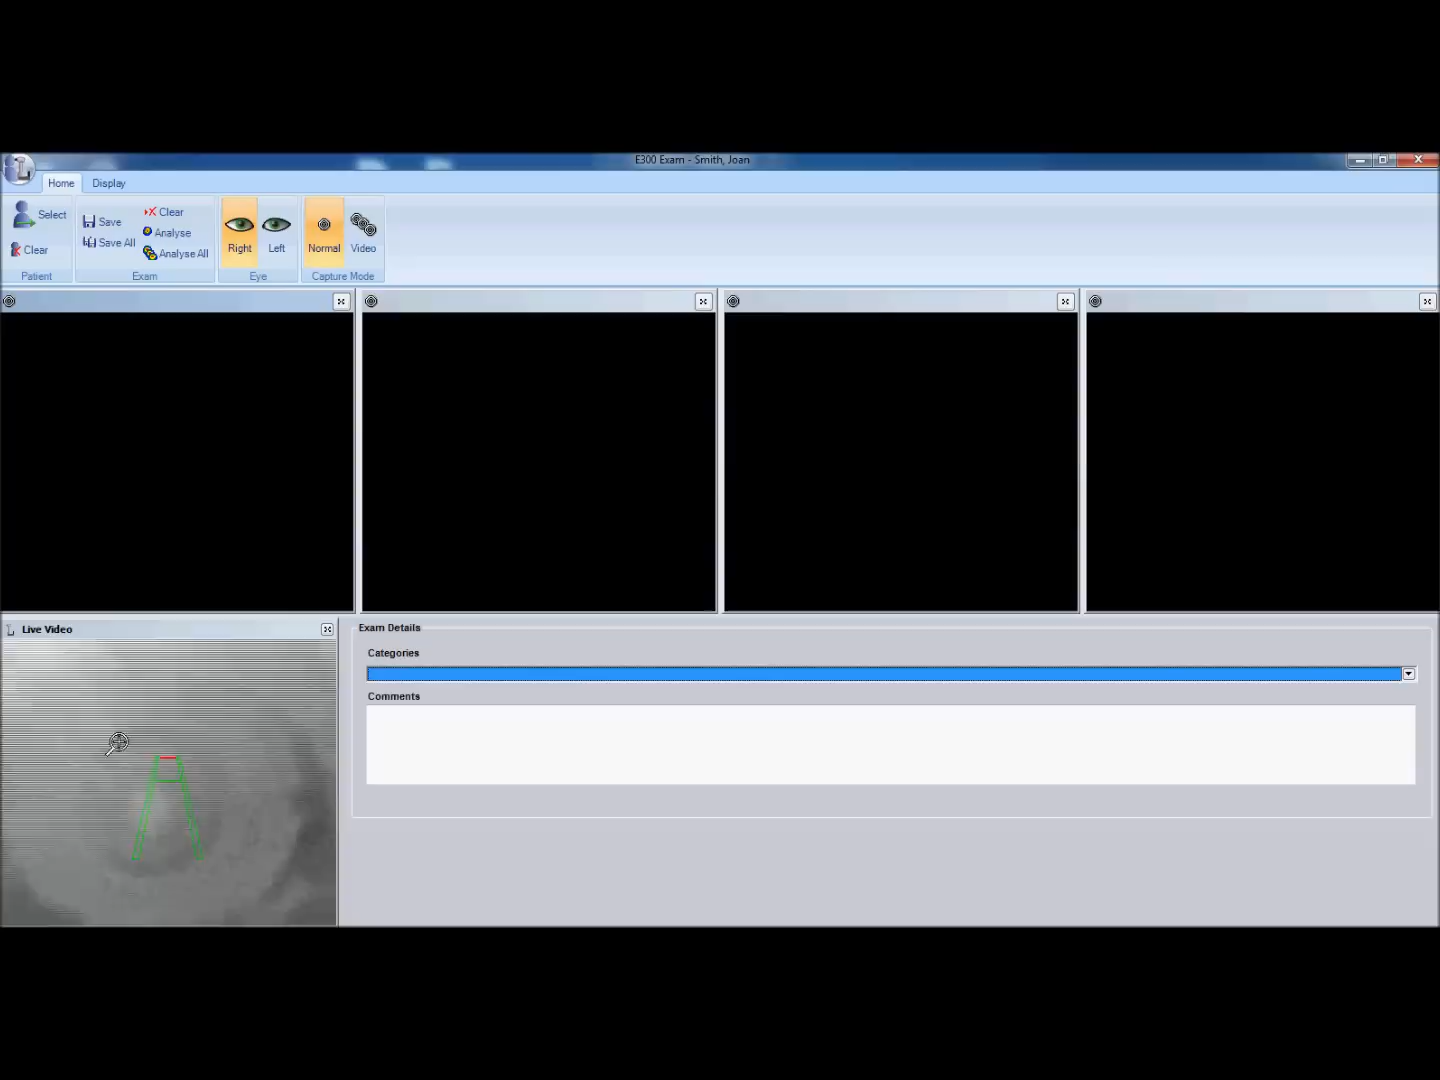 E300 Exam - Smith, Joan
Home Display
Select
Clear
Patient
Save
Save All
Clear
Analyse
Analyse All
Exam
Right Left
Eye
Normal Video
Capture Mode
Live Video
Exam Details
Categories
Comments